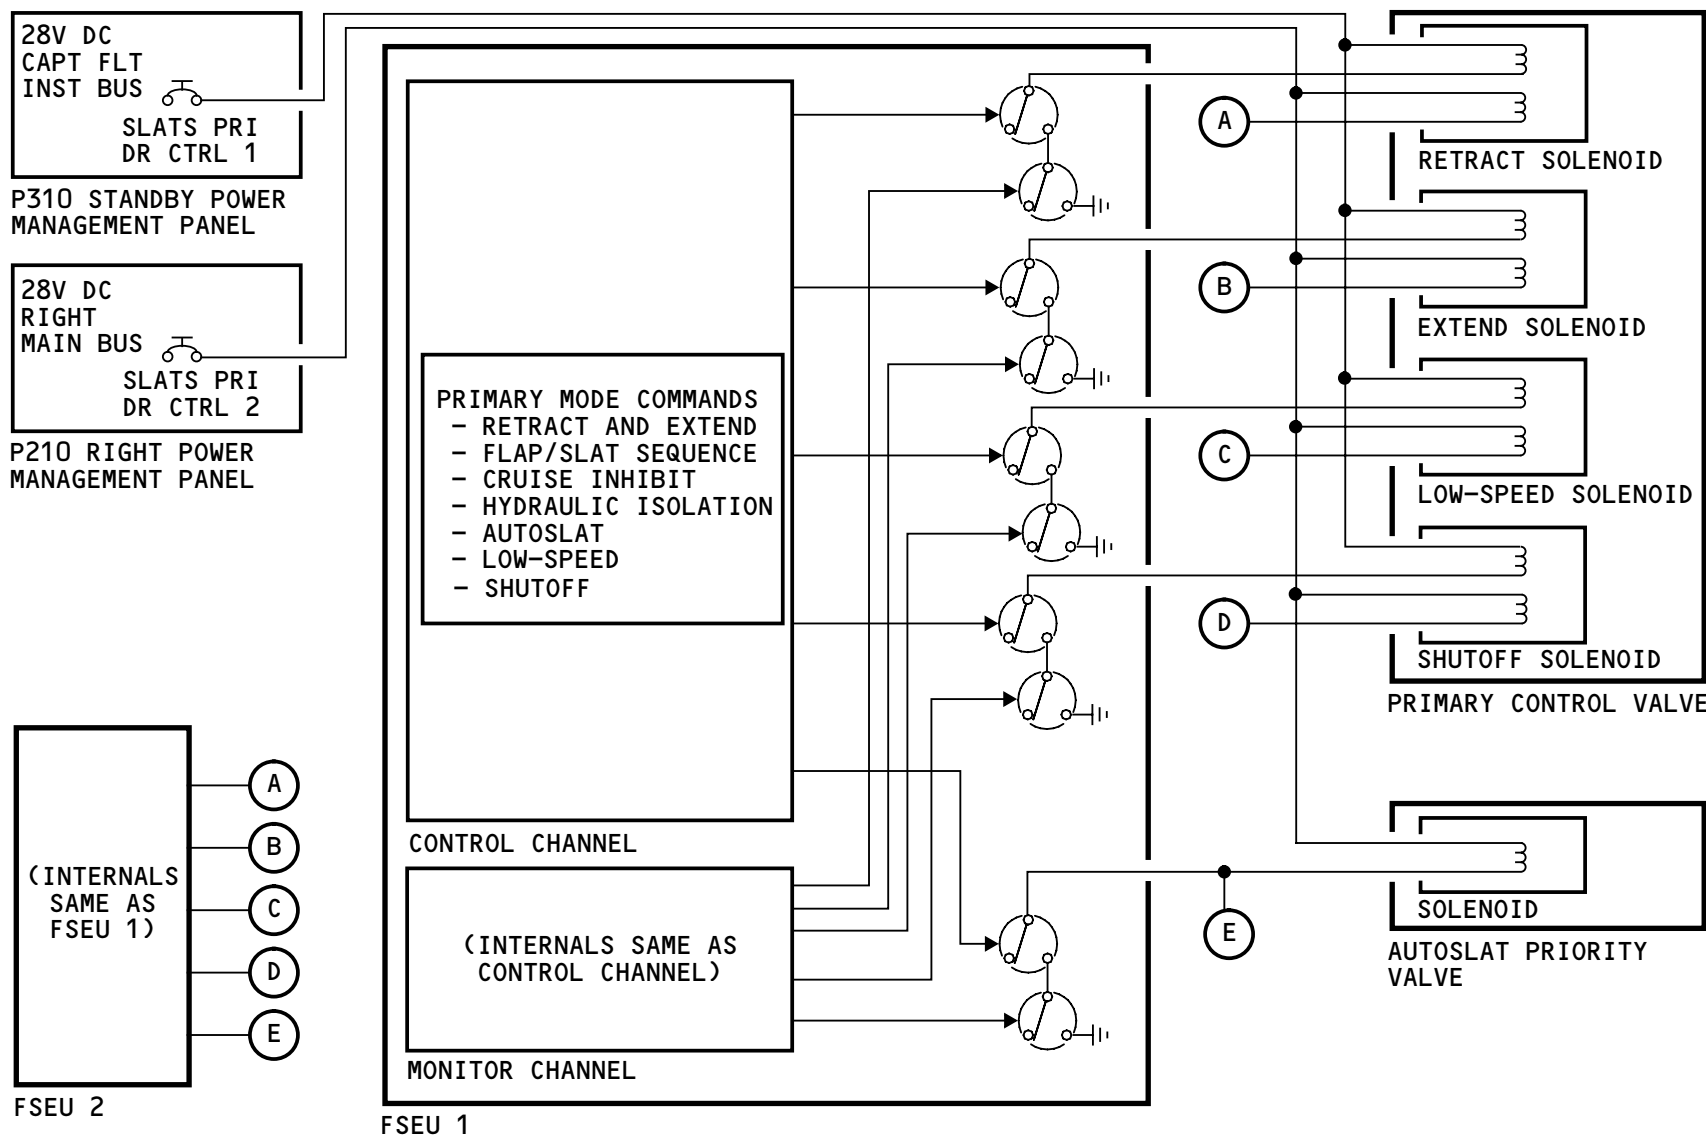 28V DC
CAPT FLT
INST BUS
SLATS PRI
DR CTRL 1
P310 STANDBY POWER
MANAGEMENT PANEL
28V DC
RIGHT
MAIN BUS
SLATS PRI
DR CTRL 2
P210 RIGHT POWER
MANAGEMENT PANEL
(INTERNALS
SAME AS
FSEU 1)
A
B
C
D
E
FSEU 2
PRIMARY MODE COMMANDS
- RETRACT AND EXTEND
- FLAP/SLAT SEQUENCE
- CRUISE INHIBIT
- HYDRAULIC ISOLATION
- AUTOSLAT
- LOW-SPEED
- SHUTOFF
CONTROL CHANNEL
(INTERNALS SAME AS
CONTROL CHANNEL)
MONITOR CHANNEL
FSEU 1
A
B
C
D
E
RETRACT SOLENOID
EXTEND SOLENOID
LOW-SPEED SOLENOID
SHUTOFF SOLENOID
PRIMARY CONTROL VALVE
SOLENOID
AUTOSLAT PRIORITY
VALVE